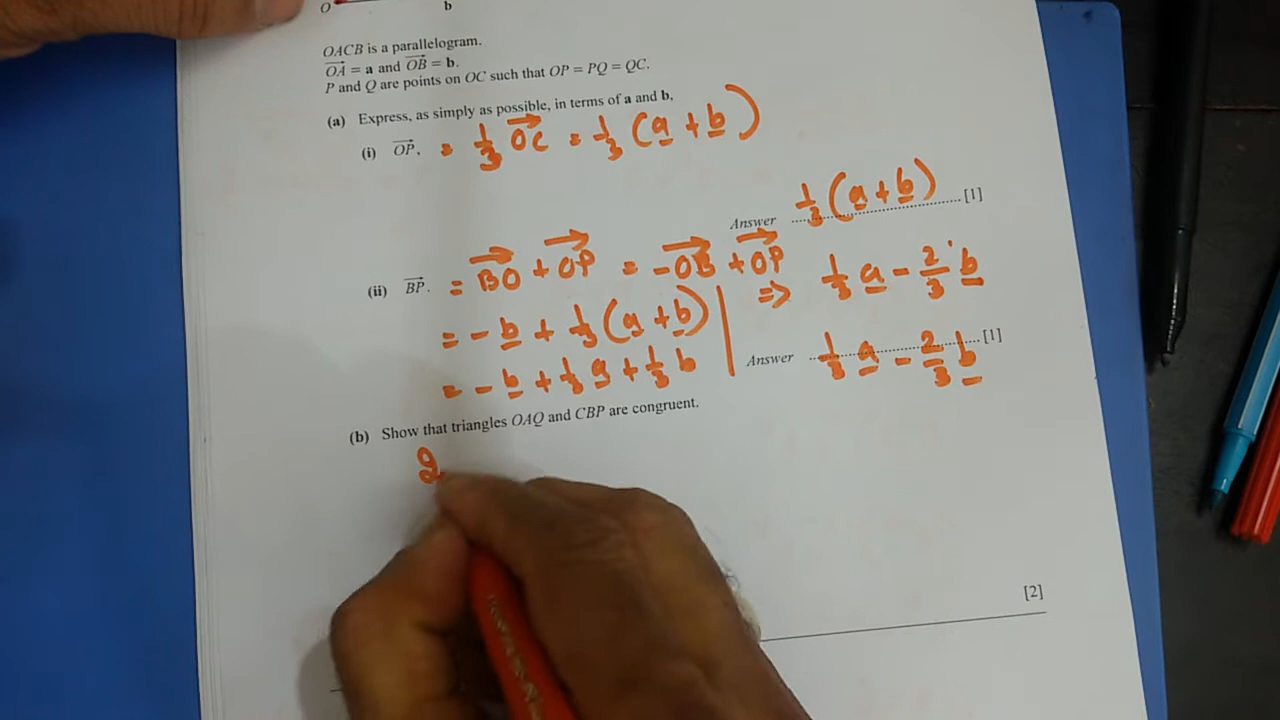 O b
OACB is a parallelogram.
OA = a and OB = b.
P and Q are points on OC such that OP = PQ = QC.
(a) Express, as simply as possible, in terms of a and b,
(i) OP. = 1/3 OC = 1/3 (a + b)
Answer 1/3 (a + b) [1]
(ii) BP. = BO + OP = -OB + OP
= -b + 1/3 (a + b)
= -b + 1/3 a + 1/3 b
=> 1/3 a - 2/3 b
Answer 1/3 a - 2/3 b [1]
(b) Show that triangles OAQ and CBP are congruent.
[2]